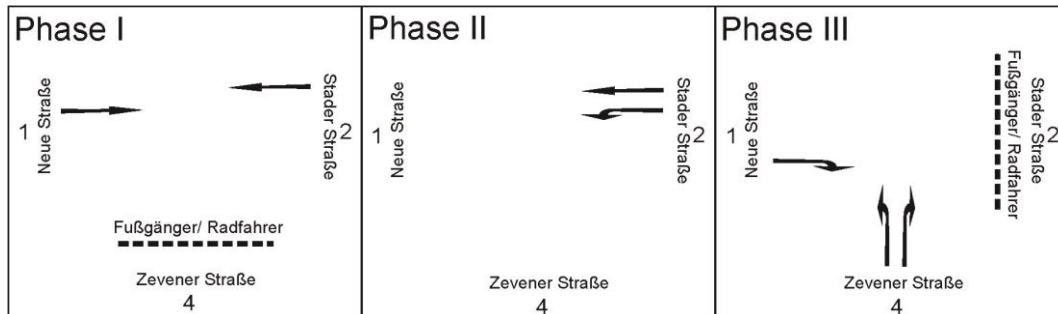 Phase I
1
Neue Straße
Stader Straße
2
Fußgänger/ Radfahrer
Zevener Straße
4
Phase II
1
Neue Straße
Stader Straße
2
Zevener Straße
4
Phase III
1
Neue Straße
Fußgänger/ Radfahrer
Stader Straße
2
Zevener Straße
4